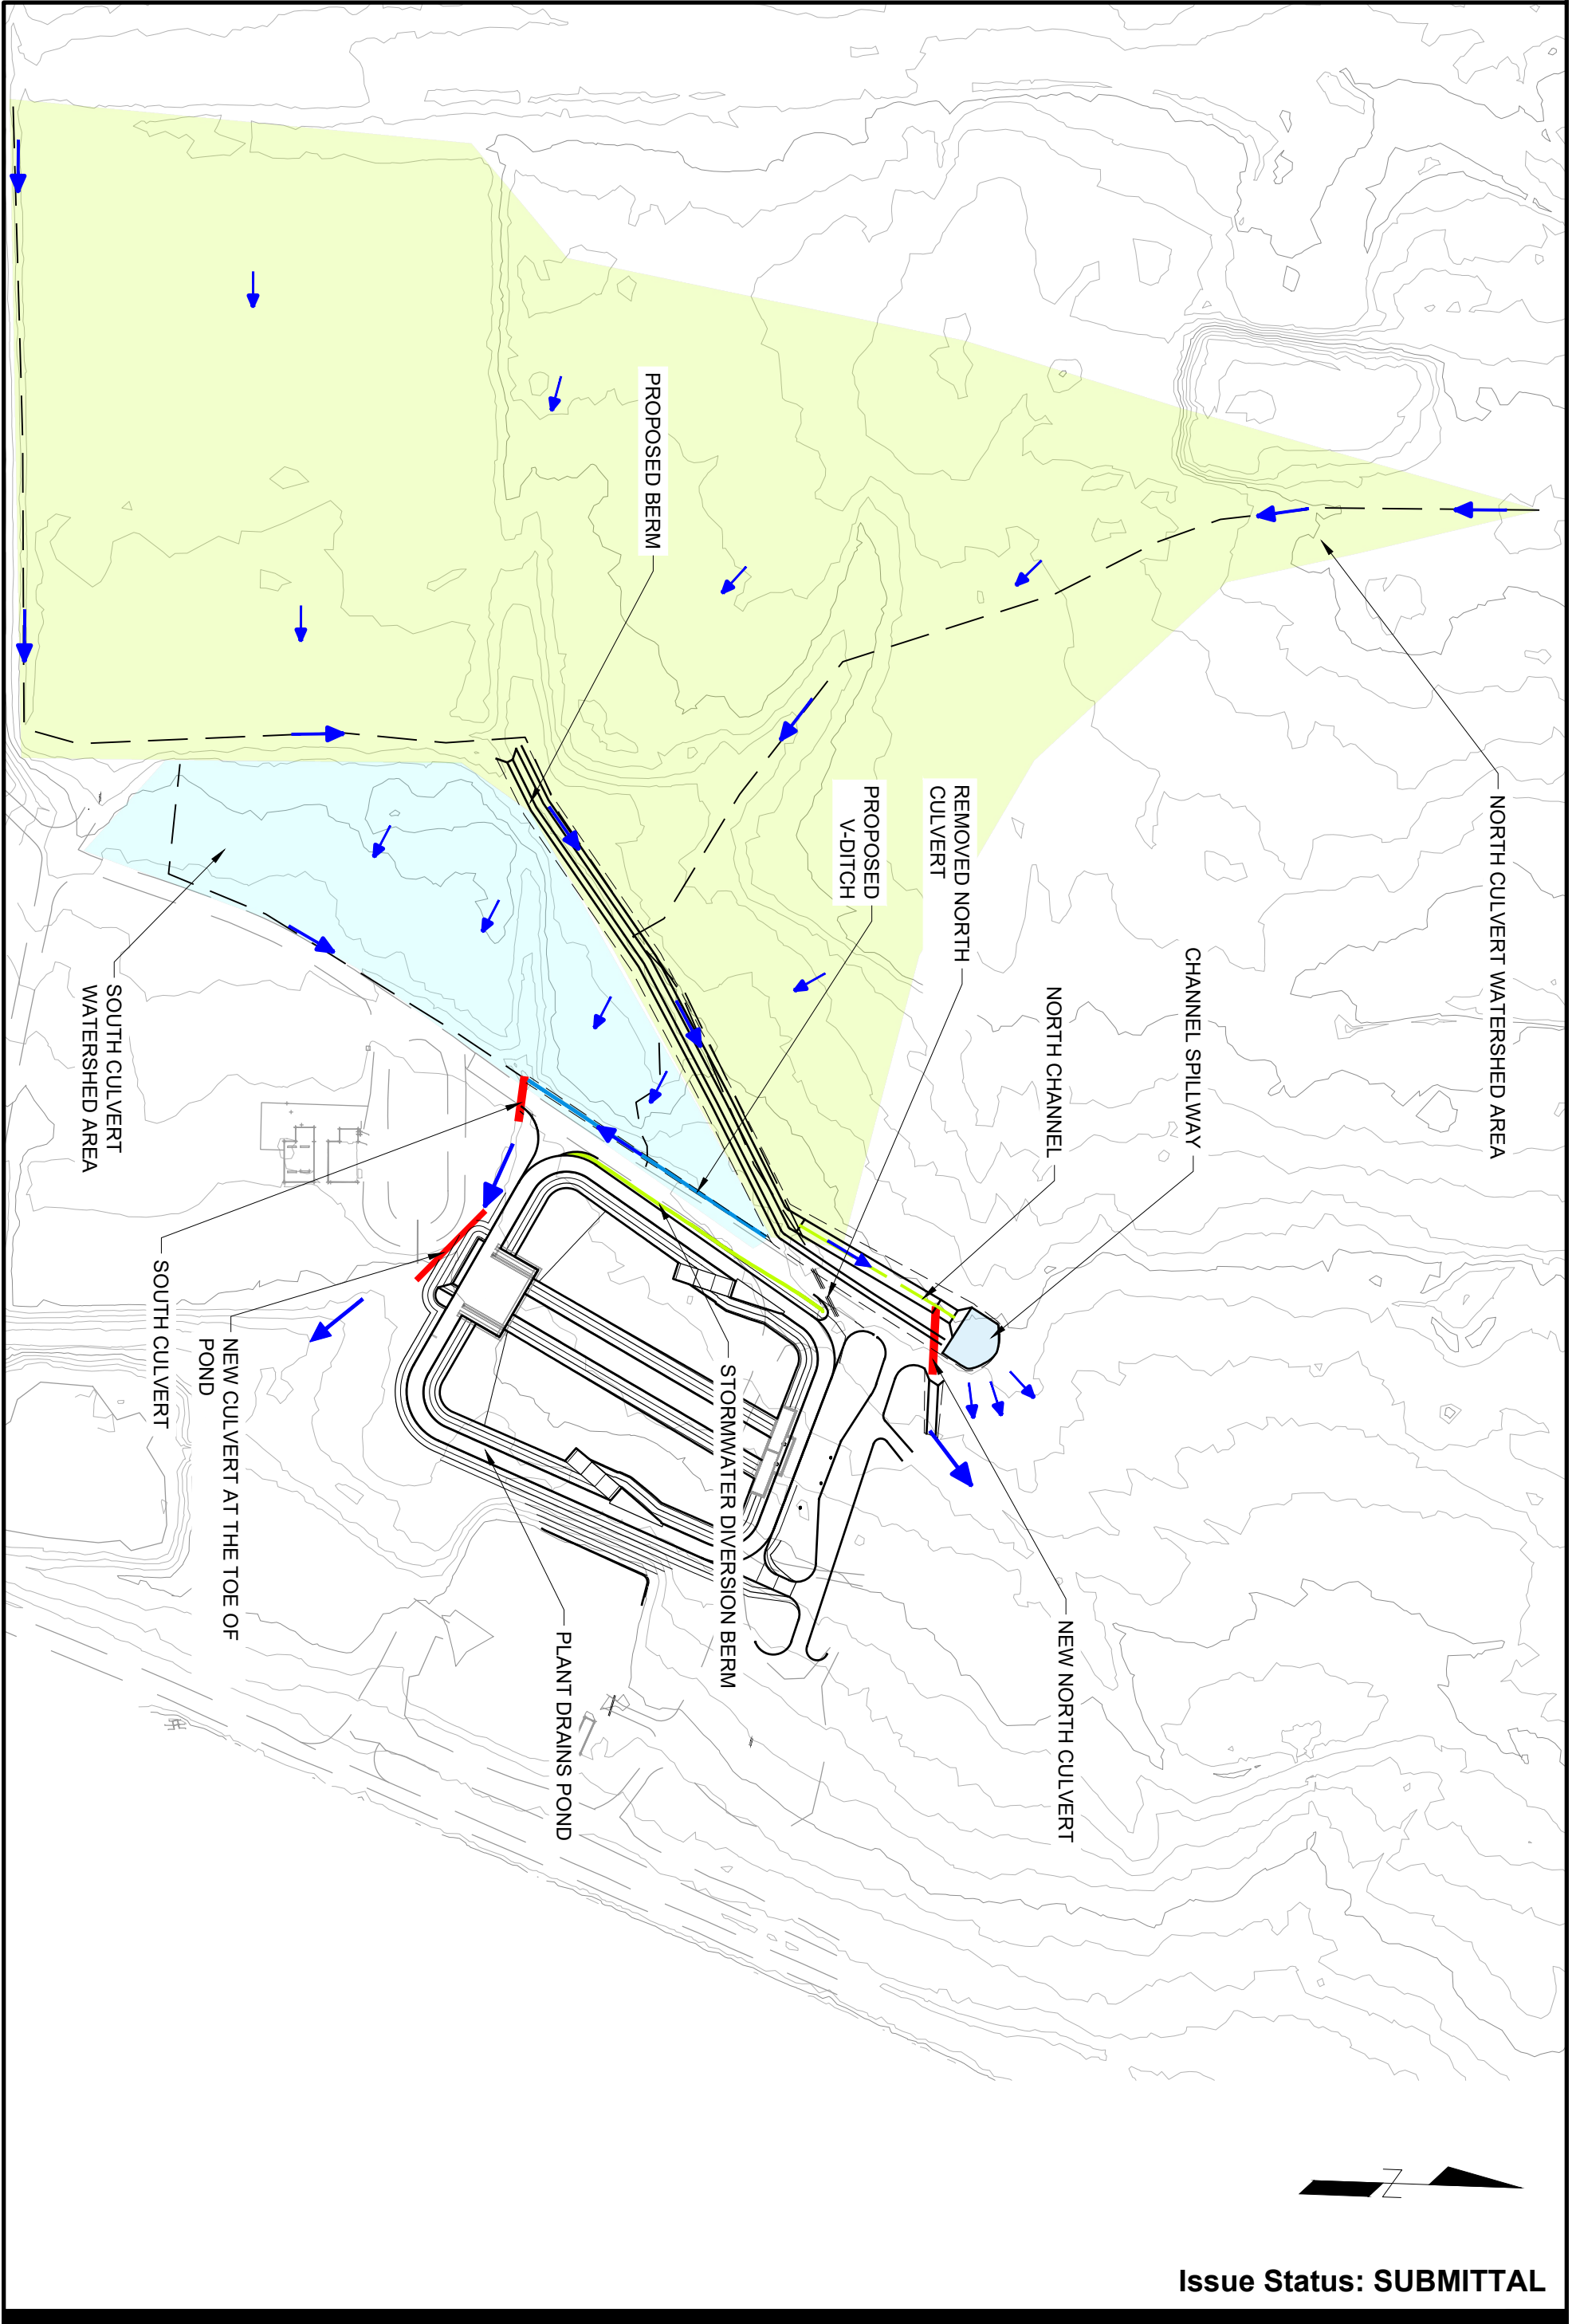 NORTH CULVERT WATERSHED AREA
CHANNEL SPILLWAY
NORTH CHANNEL
REMOVED NORTH
CULVERT
PROPOSED
V-DITCH
PROPOSED BERM
NEW NORTH CULVERT
STORMWATER DIVERSION BERM
PLANT DRAINS POND
NEW CULVERT AT THE TOE OF
POND
SOUTH CULVERT
SOUTH CULVERT
WATERSHED AREA
N
Issue Status: SUBMITTAL